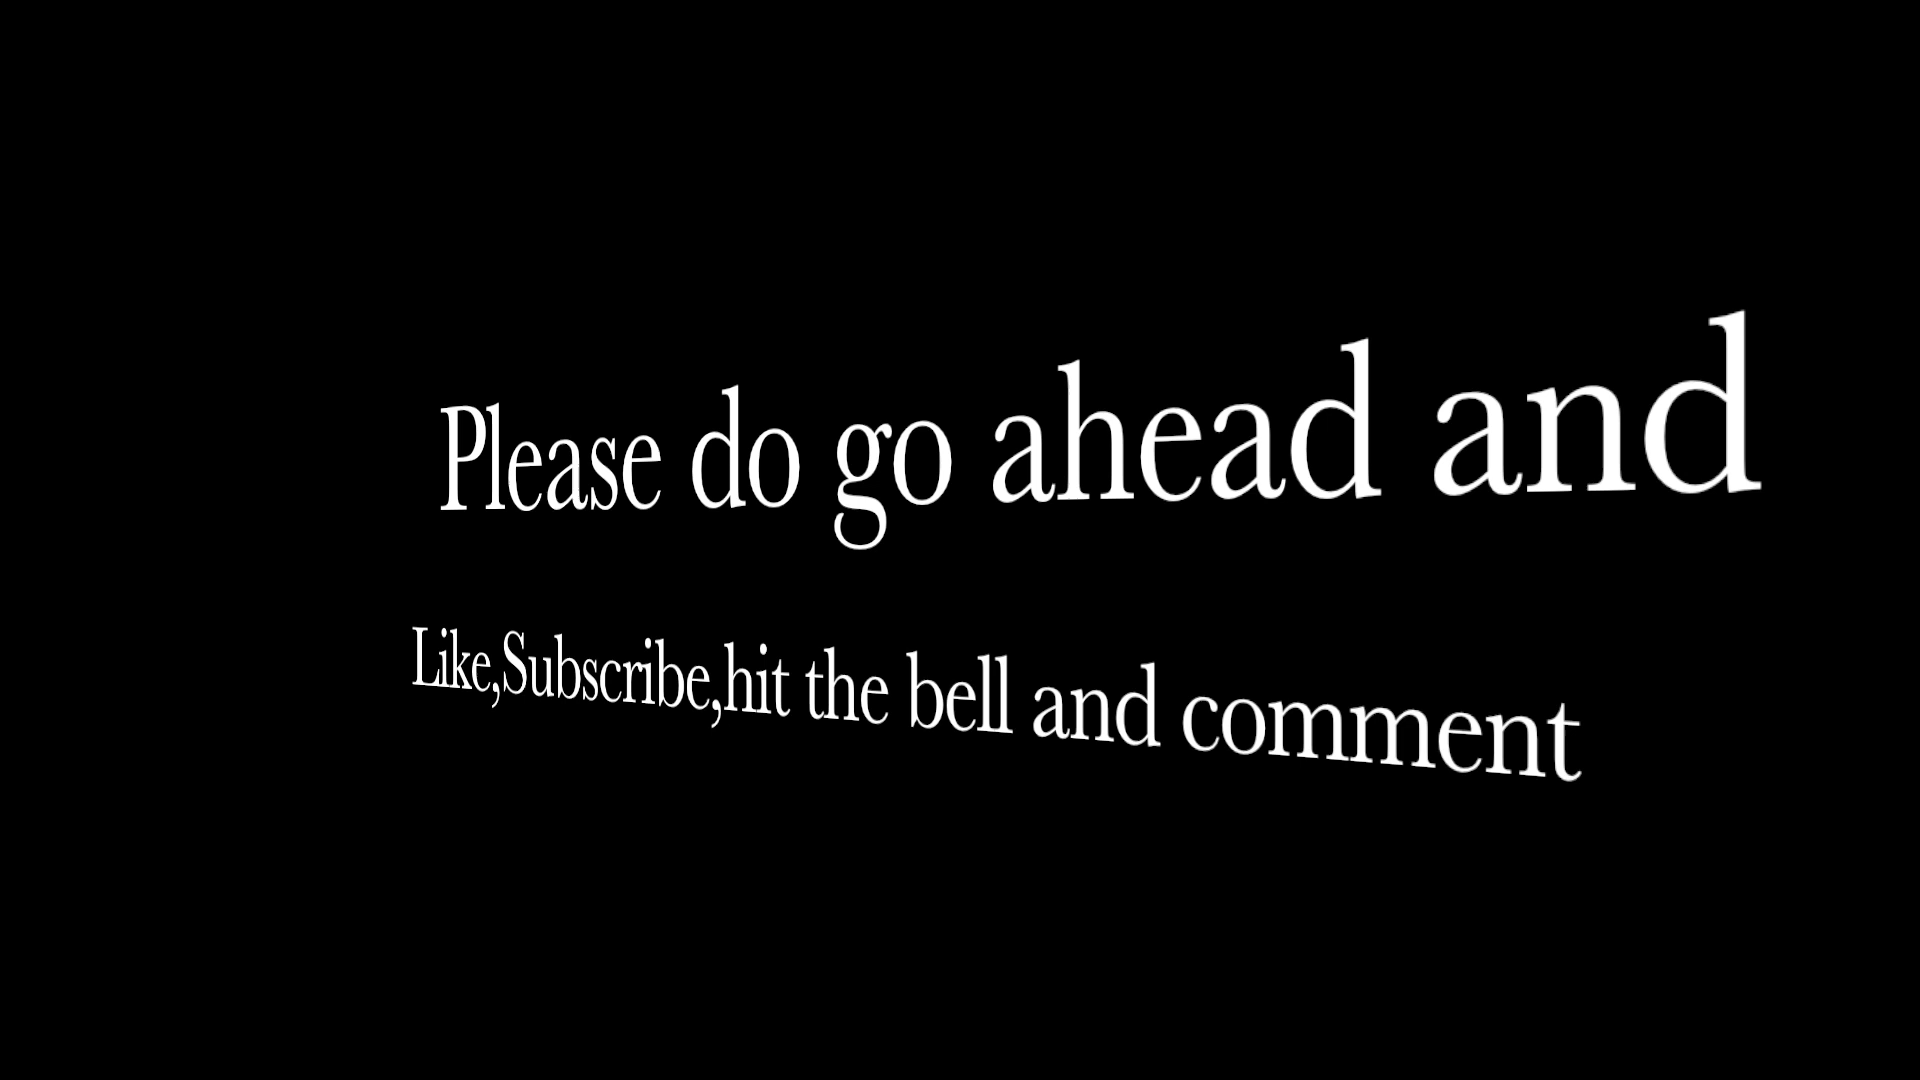 Please do go ahead and
Like,Subscribe,hit the bell and comment